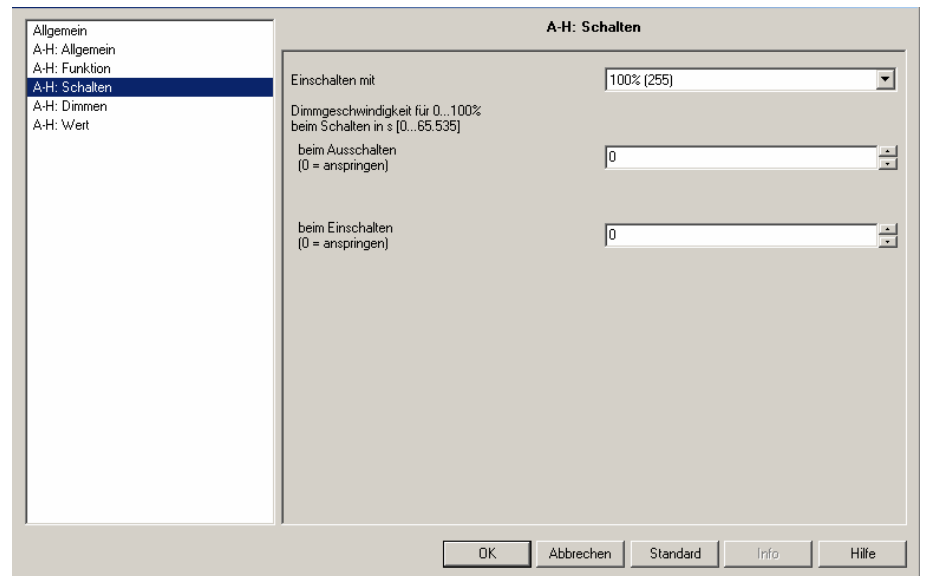 Allgemein
A-H: Allgemein
A-H: Funktion
A-H: Schalten
A-H: Dimmen
A-H: Wert
A-H: Schalten
Einschalten mit
100% (255)
Dimmgeschwindigkeit für 0...100%
beim Schalten in s [0...65.535]
beim Ausschalten
(0 = anspringen)
0
beim Einschalten
(0 = anspringen)
0
OK
Abbrechen
Standard
Info
Hilfe